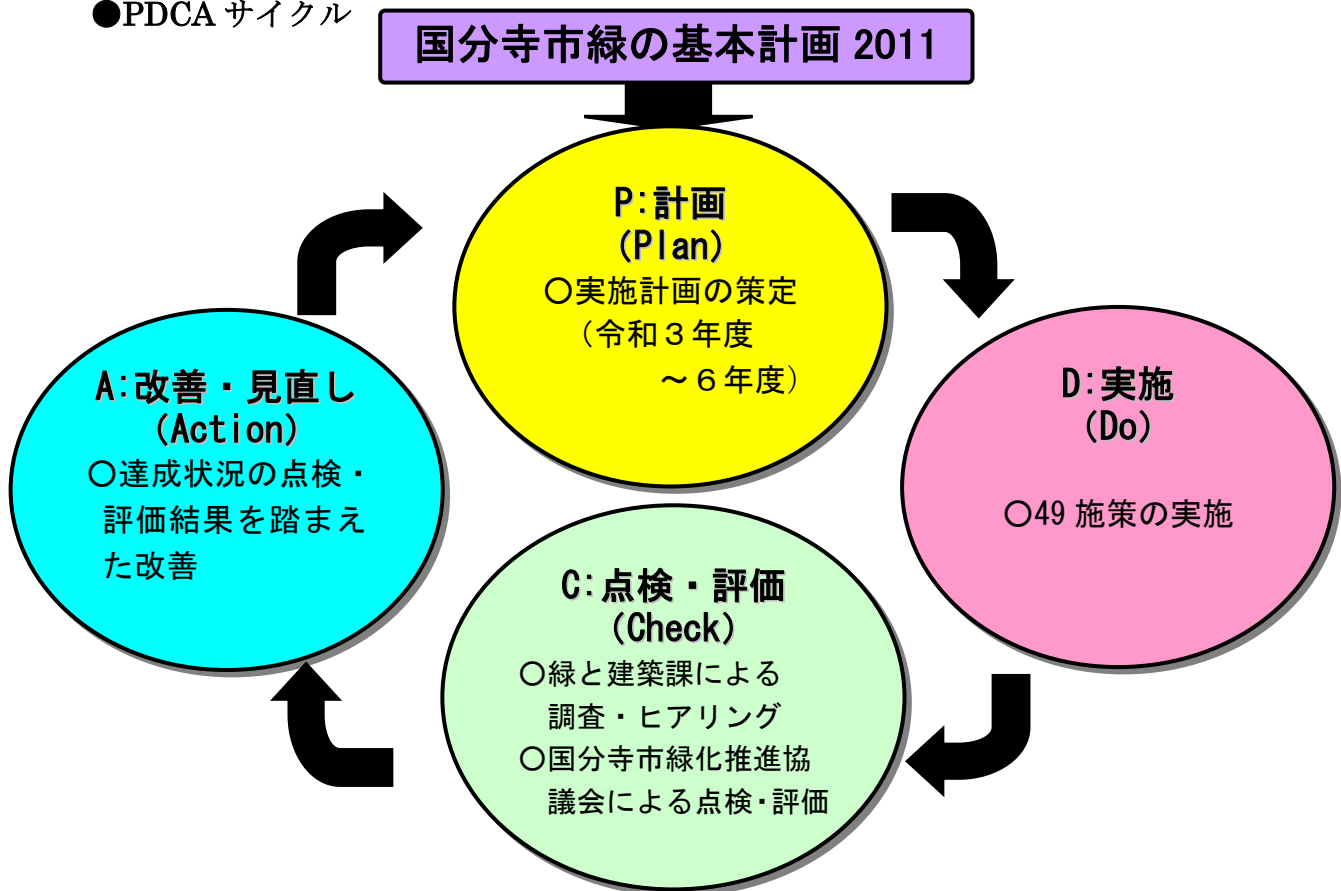 ●PDCA サイクル
国分寺市緑の基本計画 2011
P:計画
(Plan)
○実施計画の策定
(令和３年度
～６年度)
D:実施
(Do)
○49 施策の実施
C:点検・評価
(Check)
○緑と建築課による
調査・ヒアリング
○国分寺市緑化推進協
議会による点検・評価
A:改善・見直し
(Action)
○達成状況の点検・
評価結果を踏まえ
た改善